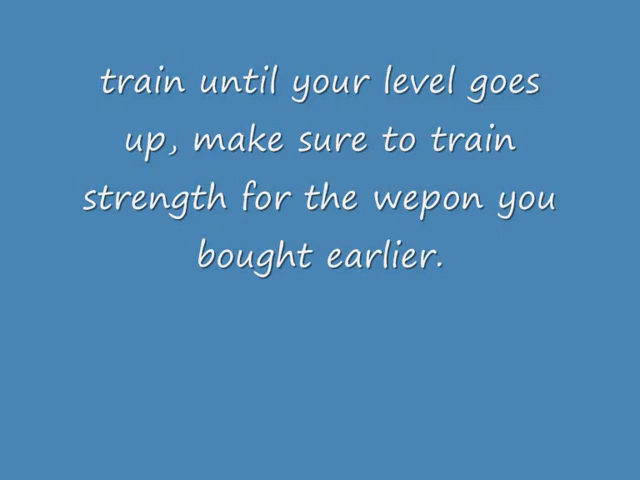 train until your level goes
up, make sure to train
strength for the wepon you
bought earlier.